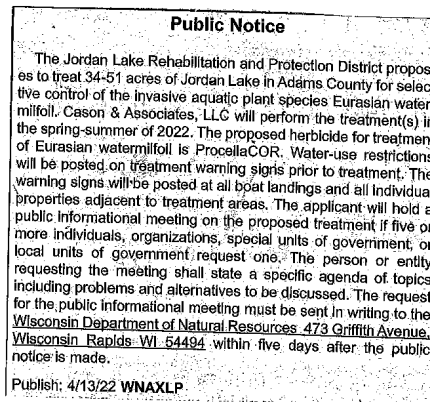 Public Notice
The Jordan Lake Rehabilitation and Protection District propos
es to treat 34-51 acres of Jordan Lake in Adams County for selec
tive control of the invasive aquatic plant species Eurasian water
milfoil. Cason & Associates, LLC will perform the treatment(s) i
the spring-summer of 2022. The proposed herbicide for treatmen
of Eurasian watermilfoil is ProcellaCOR. Water-use restriction
will be posted on treatment warning signs prior to treatment. The
warning signs will be posted at all boat landings and all individua
properties adjacent to treatment areas. The applicant will hold a
public informational meeting on the proposed treatment if five o
more individuals, organizations, special units of government, o
local units of government request one. The person or entity
requesting the meeting shall state a specific agenda of topics
including problems and alternatives to be discussed. The request
for the public informational meeting must be sent in writing to the
Wisconsin Department of Natural Resources 473 Griffith Avenue,
Wisconsin Rapids WI 54494 within five days after the public
notice is made.
Publish: 4/13/22 WNAXLP